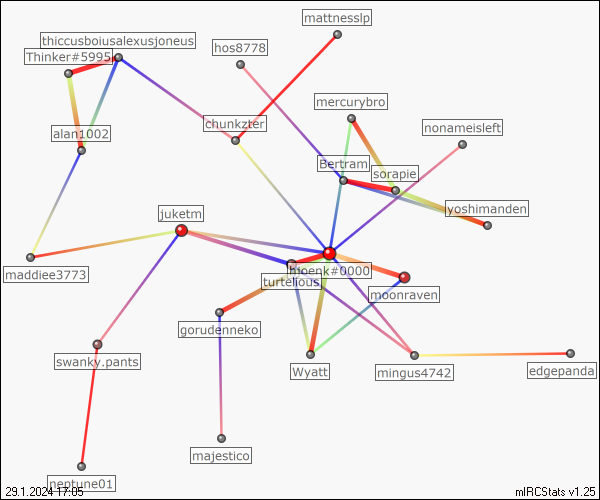 mattnesslp
thiccusboiusalexusjoneus
hos8778
Thinker#5995
mercurybro
chunkzter
nonameisleft
alan1002
Bertram
sorapie
juketm
yoshimanden
maddiee3773
hioenk#0000
turtelious
moonraven
gorudenneko
swanky.pants
Wyatt
mingus4742
edgepanda
majestico
neptune01
29.1.2024 17:05
mIRCStats v1.25